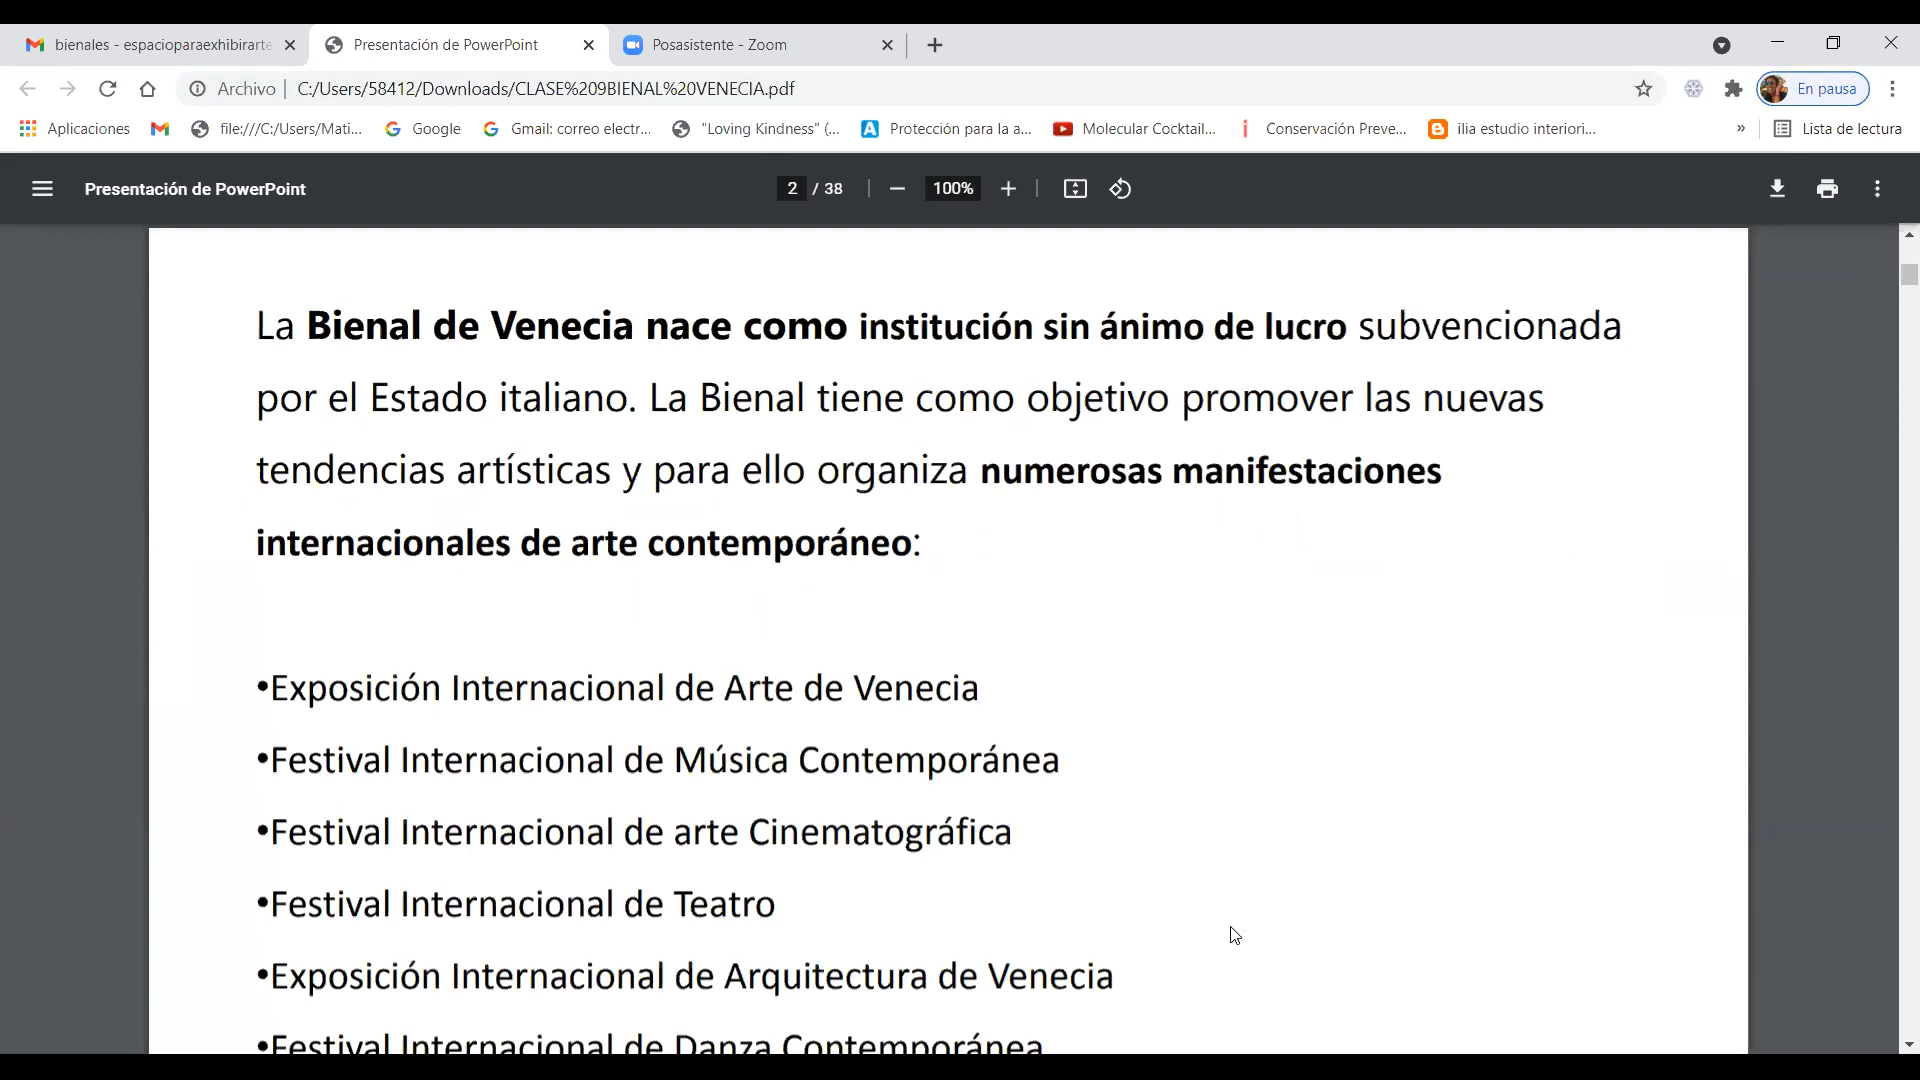 bienales - espacioparaexhibirarte
Presentación de PowerPoint
Posasistente - Zoom
Archivo | C:/Users/58412/Downloads/CLASE%209BIENAL%20VENECIA.pdf
En pausa
Aplicaciones
file:///C:/Users/Mati...
Google
Gmail: correo electr...
"Loving Kindness" (...
Protección para la a...
Molecular Cocktail...
Conservación Preve...
ilia estudio interiori...
»
Lista de lectura
Presentación de PowerPoint
2 / 38
100%
La Bienal de Venecia nace como institución sin ánimo de lucro subvencionada
por el Estado italiano. La Bienal tiene como objetivo promover las nuevas
tendencias artísticas y para ello organiza numerosas manifestaciones
internacionales de arte contemporáneo:
•Exposición Internacional de Arte de Venecia
•Festival Internacional de Música Contemporánea
•Festival Internacional de arte Cinematográfica
•Festival Internacional de Teatro
•Exposición Internacional de Arquitectura de Venecia
•Festival Internacional de Danza Contemporánea